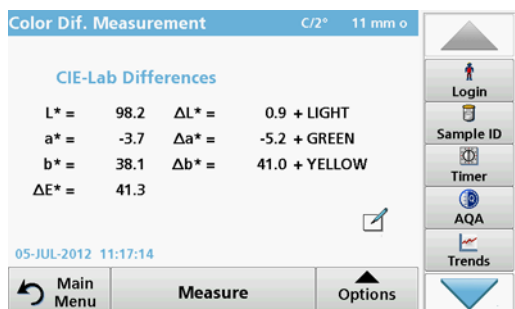 Color Dif. Measurement C/2° 11 mm o
CIE-Lab Differences
L* = 98.2 ΔL* = 0.9 + LIGHT
a* = -3.7 Δa* = -5.2 + GREEN
b* = 38.1 Δb* = 41.0 + YELLOW
ΔE* = 41.3
05-JUL-2012 11:17:14
Main Menu
Measure
Options
Login
Sample ID
Timer
AQA
Trends